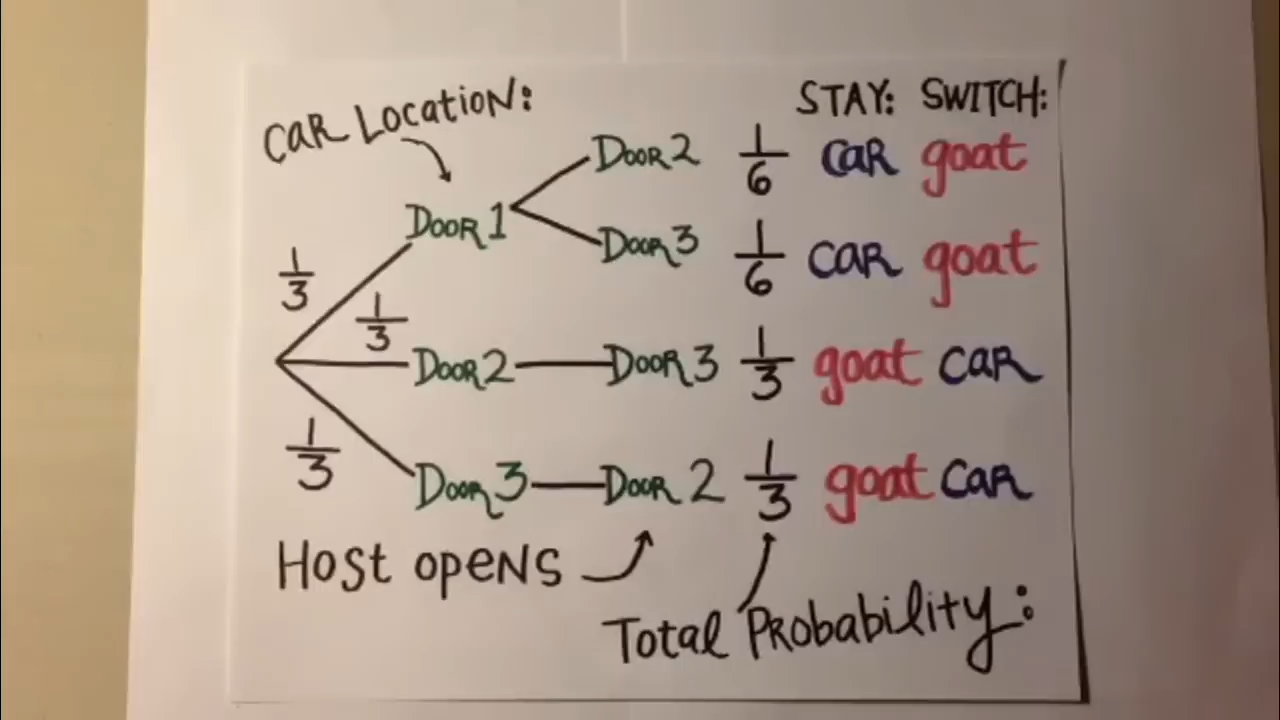 CAR LOCATION:
STAY: SWITCH:
DOOR 2 1/6 CAR goat
DOOR 1
DOOR 3 1/6 CAR goat
1/3
1/3
DOOR 2 DOOR 3 1/3 goat CAR
1/3
DOOR 3 DOOR 2 1/3 goat CAR
Host opens
Total Probability: